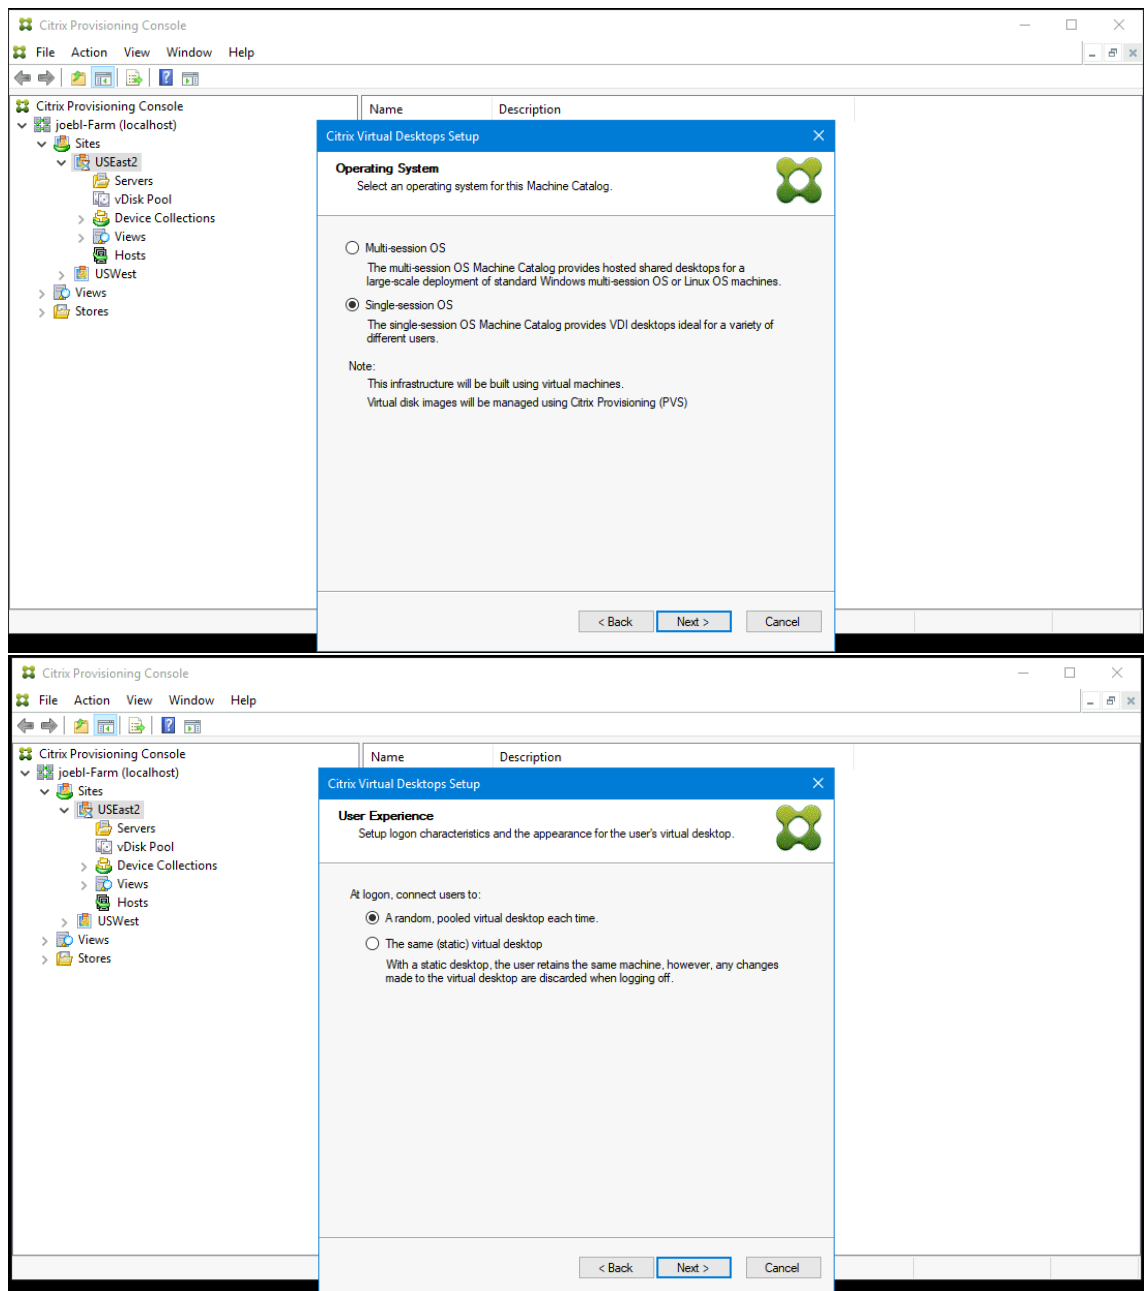 Citrix Provisioning Console
File Action View Window Help
Citrix Provisioning Console
joebl-Farm (localhost)
Sites
USEast2
Servers
vDisk Pool
Device Collections
Views
Hosts
USWest
Views
Stores
Name Description
Citrix Virtual Desktops Setup
Operating System
Select an operating system for this Machine Catalog.
Multi-session OS
The multi-session OS Machine Catalog provides hosted shared desktops for a
large-scale deployment of standard Windows multi-session OS or Linux OS machines.
Single-session OS
The single-session OS Machine Catalog provides VDI desktops ideal for a variety of
different users.
Note:
This infrastructure will be built using virtual machines.
Virtual disk images will be managed using Citrix Provisioning (PVS)
< Back Next > Cancel
Citrix Provisioning Console
File Action View Window Help
Citrix Provisioning Console
joebl-Farm (localhost)
Sites
USEast2
Servers
vDisk Pool
Device Collections
Views
Hosts
USWest
Views
Stores
Name Description
Citrix Virtual Desktops Setup
User Experience
Setup logon characteristics and the appearance for the user's virtual desktop.
At logon, connect users to:
A random, pooled virtual desktop each time.
The same (static) virtual desktop
With a static desktop, the user retains the same machine, however, any changes
made to the virtual desktop are discarded when logging off.
< Back Next > Cancel